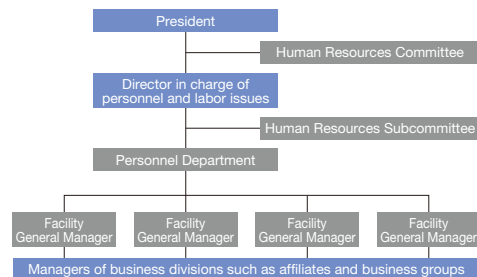 President
Human Resources Committee
Director in charge of
personnel and labor issues
Human Resources Subcommittee
Personnel Department
Facility
General Manager
Facility
General Manager
Facility
General Manager
Facility
General Manager
Managers of business divisions such as affiliates and business groups